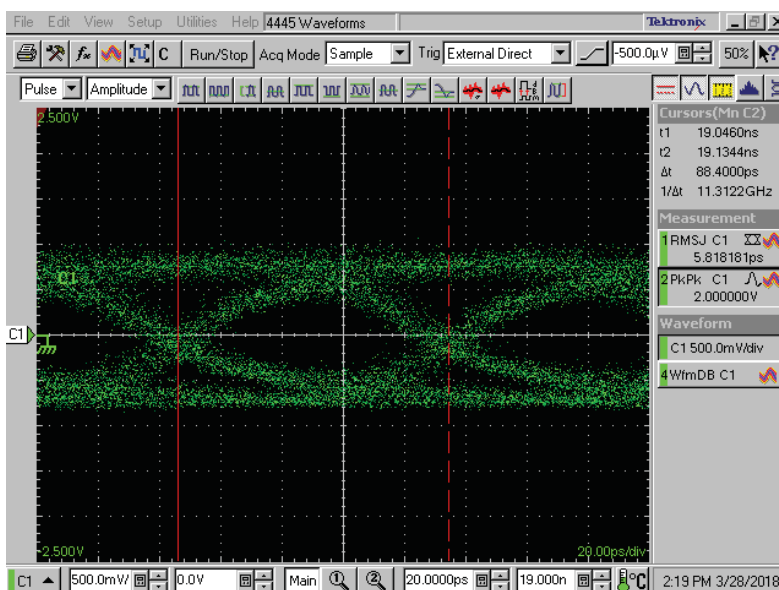 File Edit View Setup Utilities Help 4445 Waveforms Tektronix
C Run/Stop Acq Mode Sample Trig External Direct -500.0µV 50%
Pulse Amplitude
2.500V
C1
C1
-2.500V 20.00ps/div
Cursors(Mn C2)
t1 19.0460ns
t2 19.1344ns
Δt 88.4000ps
1/Δt 11.3122GHz
Measurement
1 RMSJ C1
5.818181ps
2 PkPk C1
2.000000V
Waveform
C1 500.0mV/div
4 WfmDB C1
C1 500.0mV/ 0.0V Main 1 2 20.0000ps 19.000n °C 2:19 PM 3/28/2018